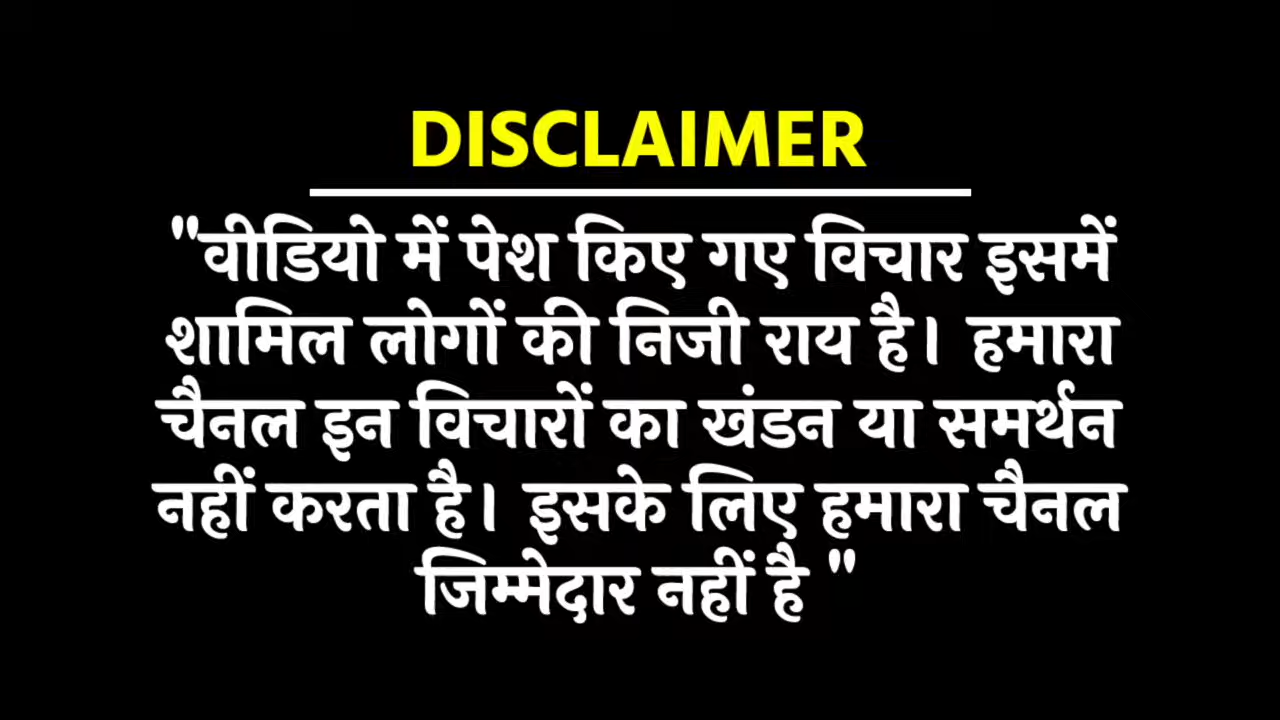 DISCLAIMER
"वीडियो में पेश किए गए विचार इसमें
शामिल लोगों की निजी राय है। हमारा
चैनल इन विचारों का खंडन या समर्थन
नहीं करता है। इसके लिए हमारा चैनल
जिम्मेदार नहीं है "